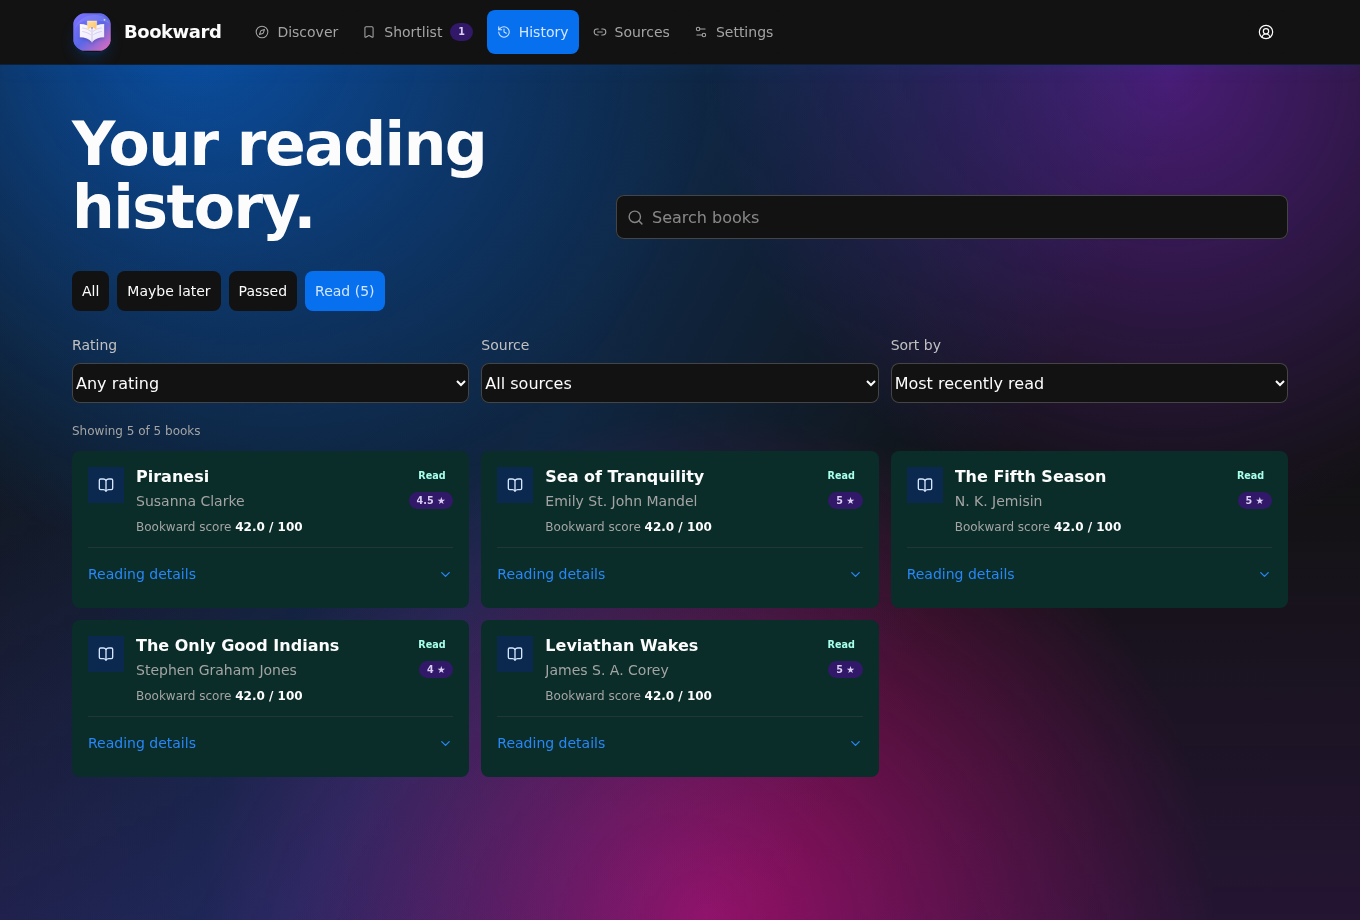 Bookward
Discover
Shortlist 1
History
Sources
Settings
Your reading
history.
Search books
All
Maybe later
Passed
Read (5)
Rating
Source
Sort by
Any rating
All sources
Most recently read
Showing 5 of 5 books
Piranesi
Read
Susanna Clarke
4.5 ★
Bookward score 42.0 / 100
Reading details
Sea of Tranquility
Read
Emily St. John Mandel
5 ★
Bookward score 42.0 / 100
Reading details
The Fifth Season
Read
N. K. Jemisin
5 ★
Bookward score 42.0 / 100
Reading details
The Only Good Indians
Read
Stephen Graham Jones
4 ★
Bookward score 42.0 / 100
Reading details
Leviathan Wakes
Read
James S. A. Corey
5 ★
Bookward score 42.0 / 100
Reading details